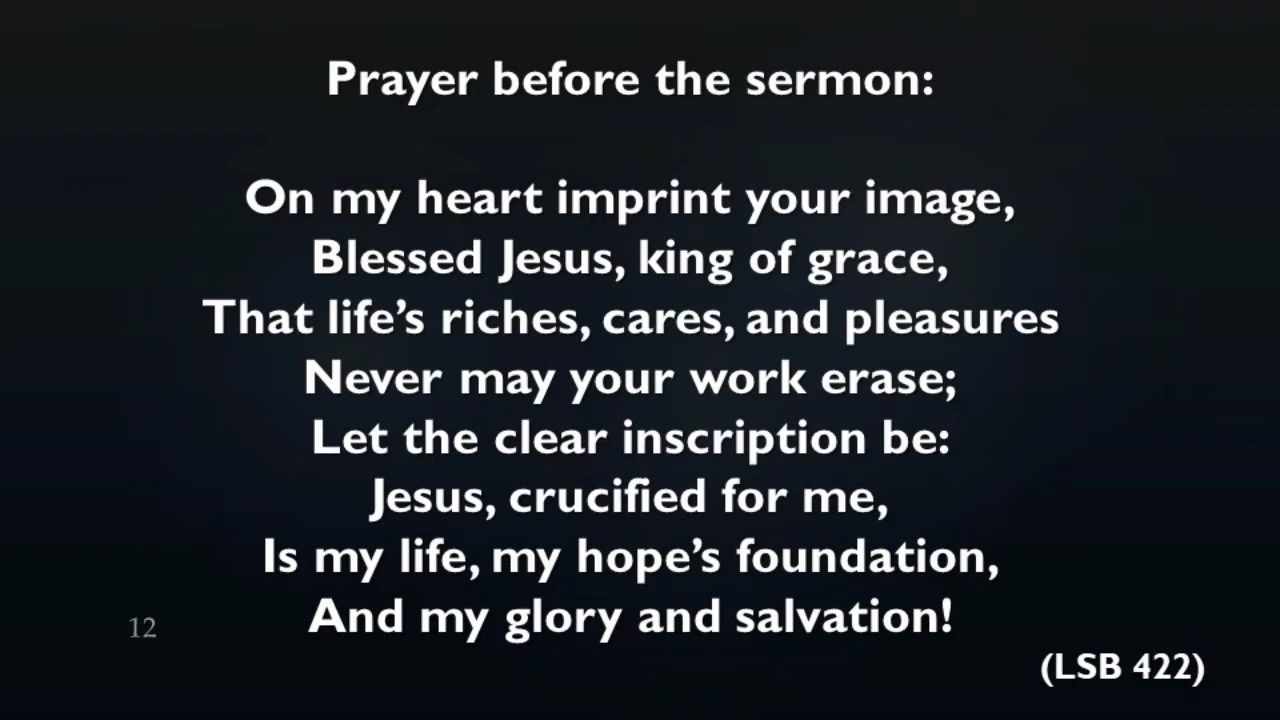 Prayer before the sermon:
On my heart imprint your image,
Blessed Jesus, king of grace,
That life’s riches, cares, and pleasures
Never may your work erase;
Let the clear inscription be:
Jesus, crucified for me,
Is my life, my hope’s foundation,
And my glory and salvation!
12
(LSB 422)